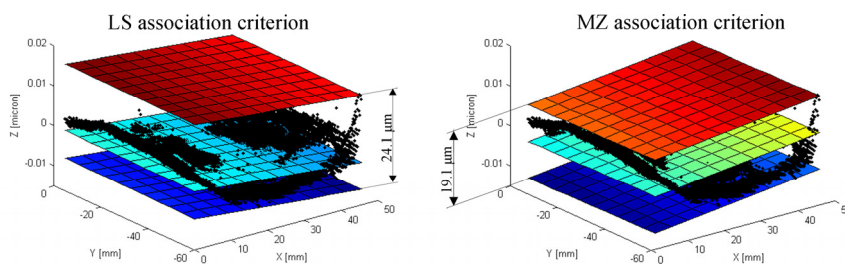 LS association criterion
0.02
0.01
0
-0.01
Z [micron]
0
-20
-40
-60
Y [mm]
0
10
20
30
40
50
X [mm]
24.1 μm
MZ association criterion
0.02
0.01
0
-0.01
Z [micron]
19.1 μm
0
-20
-40
-60
Y [mm]
0
10
20
30
40
X [mm]